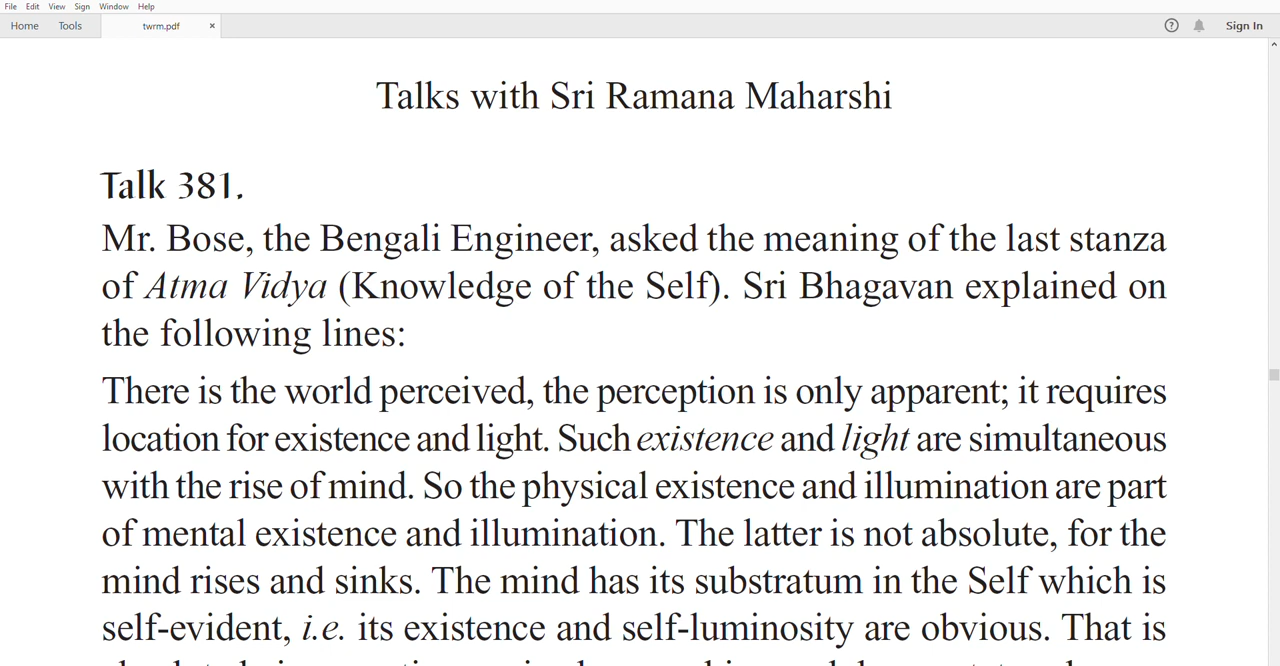 File Edit View Sign Window Help
Home Tools twrm.pdf × ? Sign In
Talks with Sri Ramana Maharshi
Talk 381.
Mr. Bose, the Bengali Engineer, asked the meaning of the last stanza
of Atma Vidya (Knowledge of the Self). Sri Bhagavan explained on
the following lines:
There is the world perceived, the perception is only apparent; it requires
location for existence and light. Such existence and light are simultaneous
with the rise of mind. So the physical existence and illumination are part
of mental existence and illumination. The latter is not absolute, for the
mind rises and sinks. The mind has its substratum in the Self which is
self-evident, i.e. its existence and self-luminosity are obvious. That is